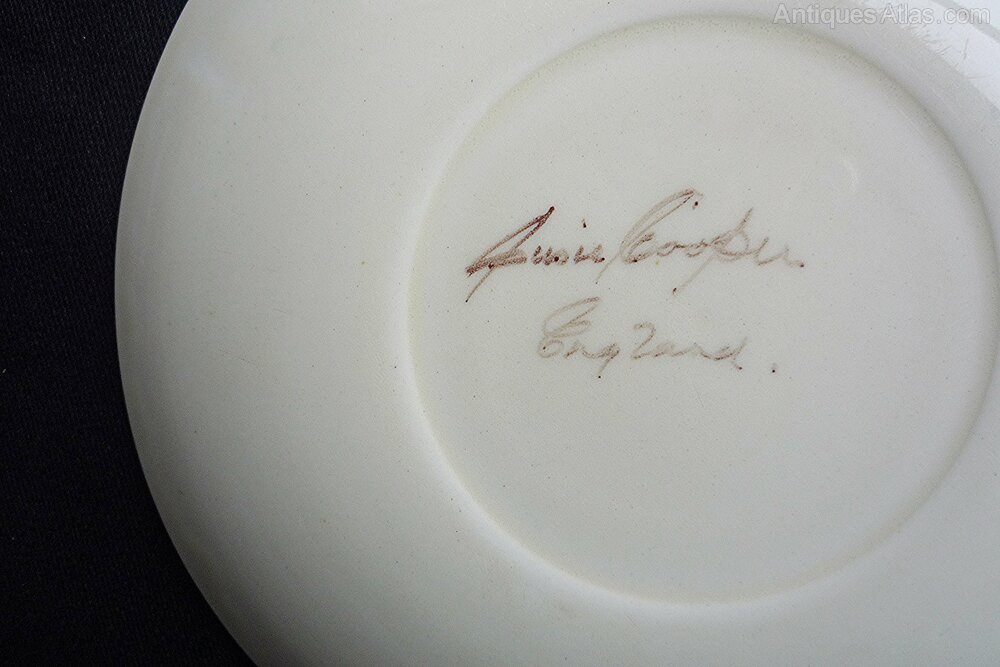 AntiquesAtlas.com
Susie Cooper
England.